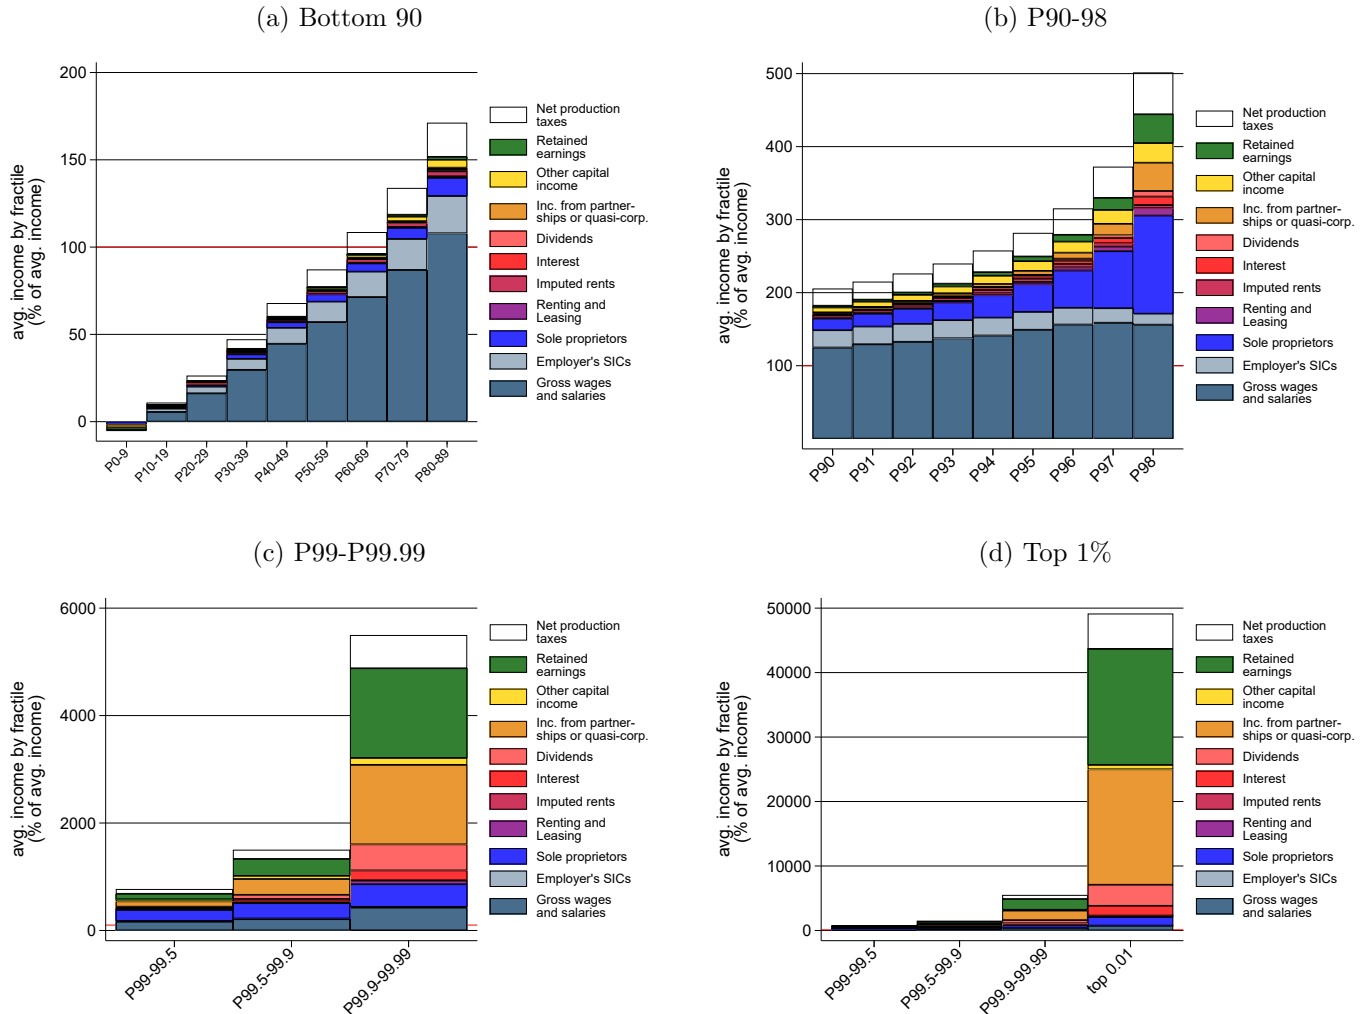 (a) Bottom 90
avg. income by fractile
(% of avg. income)
200
150
100
50
0
P0-9
P10-19
P20-29
P30-39
P40-49
P50-59
P60-69
P70-79
P80-89
Net production
taxes
Retained
earnings
Other capital
income
Inc. from partner-
ships or quasi-corp.
Dividends
Interest
Imputed rents
Renting and
Leasing
Sole proprietors
Employer's SICs
Gross wages
and salaries
(b) P90-98
avg. income by fractile
(% of avg. income)
500
400
300
200
100
P90
P91
P92
P93
P94
P95
P96
P97
P98
Net production
taxes
Retained
earnings
Other capital
income
Inc. from partner-
ships or quasi-corp.
Dividends
Interest
Imputed rents
Renting and
Leasing
Sole proprietors
Employer's SICs
Gross wages
and salaries
(c) P99-P99.99
avg. income by fractile
(% of avg. income)
6000
4000
2000
0
P99-99.5
P99.5-99.9
P99.9-99.99
Net production
taxes
Retained
earnings
Other capital
income
Inc. from partner-
ships or quasi-corp.
Dividends
Interest
Imputed rents
Renting and
Leasing
Sole proprietors
Employer's SICs
Gross wages
and salaries
(d) Top 1%
avg. income by fractile
(% of avg. income)
50000
40000
30000
20000
10000
0
P99-99.5
P99.5-99.9
P99.9-99.99
top 0.01
Net production
taxes
Retained
earnings
Other capital
income
Inc. from partner-
ships or quasi-corp.
Dividends
Interest
Imputed rents
Renting and
Leasing
Sole proprietors
Employer's SICs
Gross wages
and salaries